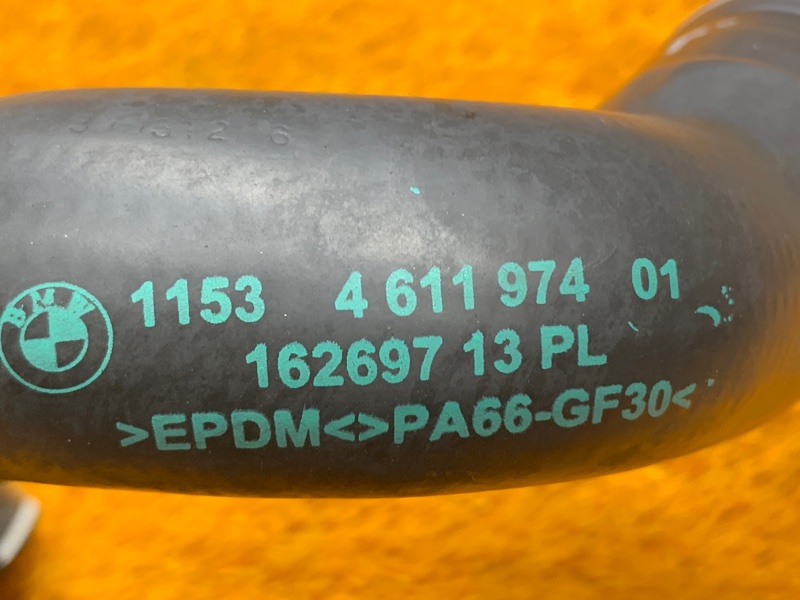 BMW
1153 4 611 974 01
162697 13 PL
>EPDM<>PA66-GF30<